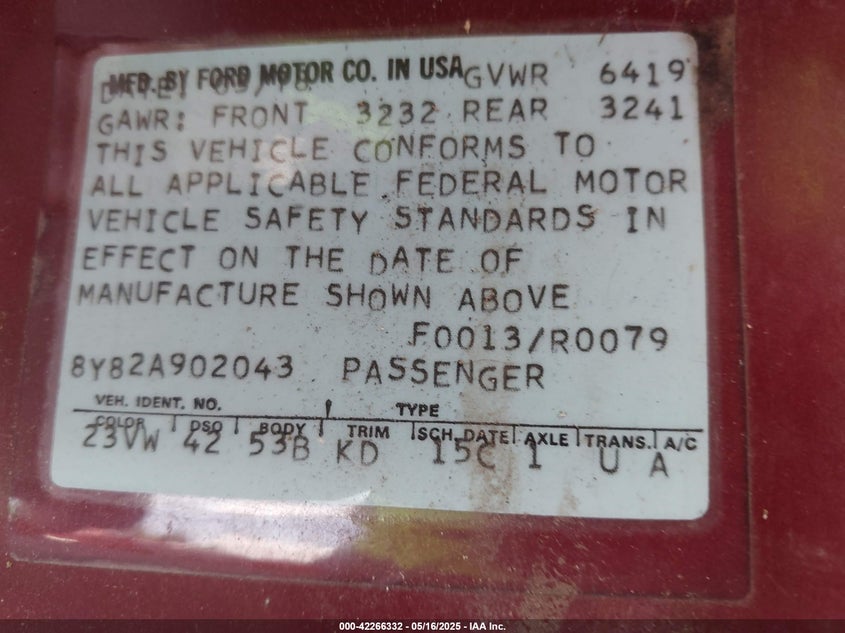 MFD. BY FORD MOTOR CO. IN USA GVWR 6419
GAWR: FRONT 3232 REAR 3241
THIS VEHICLE CONFORMS TO
ALL APPLICABLE FEDERAL MOTOR
VEHICLE SAFETY STANDARDS IN
EFFECT ON THE DATE OF
MANUFACTURE SHOWN ABOVE
F0013/R0079
8Y82A902043 PASSENGER
VEH. IDENT. NO. TYPE
COLOR DSO BODY TRIM SCH. DATE AXLE TRANS. A/C
23VW 42 53B KD 15C 1 U A
000-42266332 / 05/16/2025 - IAA Inc.